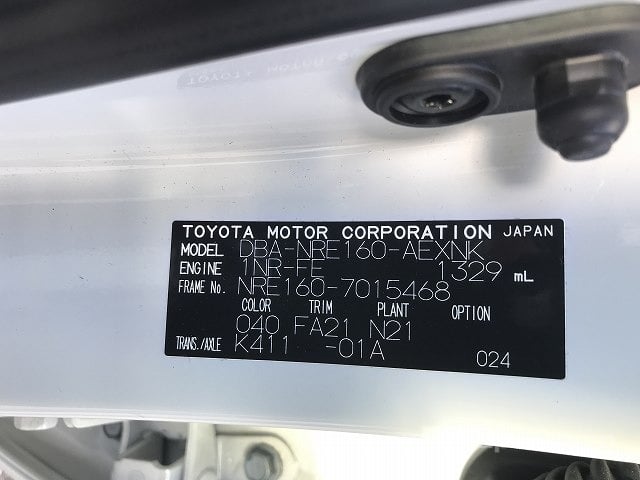 TOYOTA MOTOR CORPORATION JAPAN
MODEL DBA-NRE160-AEXNK
ENGINE 1NR-FE 1329 mL
FRAME No. NRE160-7015468
COLOR TRIM PLANT OPTION
040 FA21 N21
TRANS./AXLE K411 -01A 024